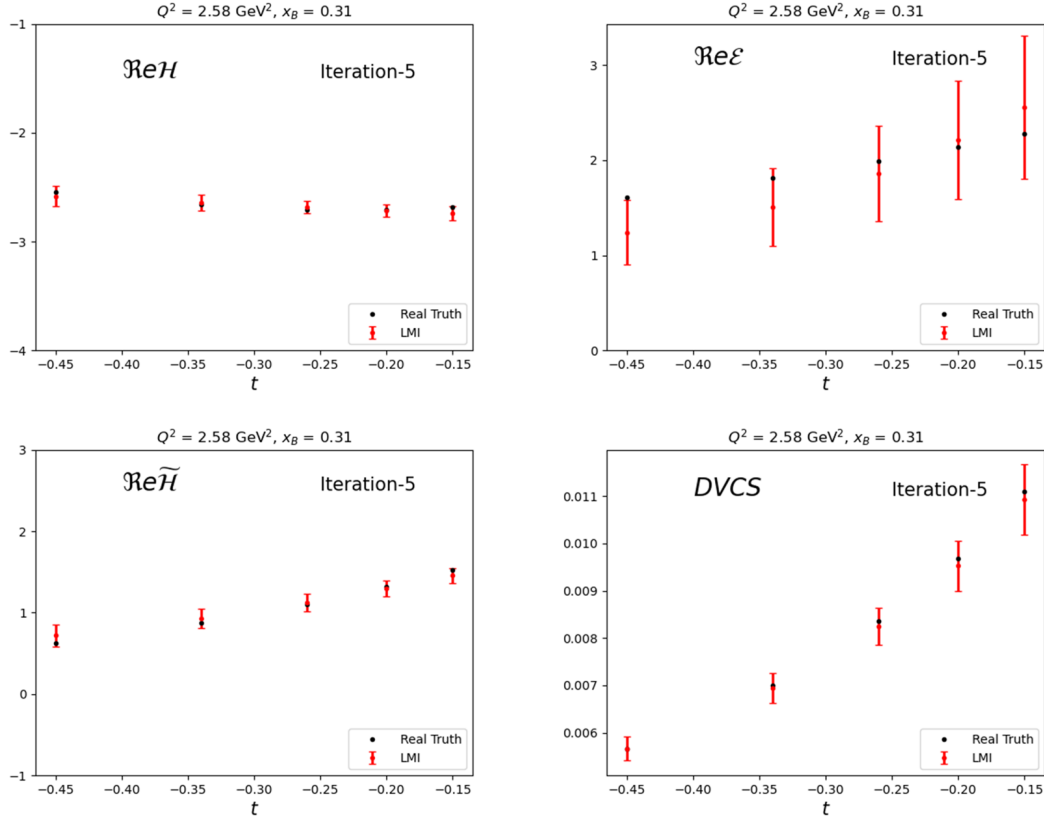 Q² = 2.58 GeV², x_B = 0.31
ℜeℋ
Iteration-5
−1
−2
−3
−4
Real Truth
LMI
−0.45 −0.40 −0.35 −0.30 −0.25 −0.20 −0.15
t
Q² = 2.58 GeV², x_B = 0.31
ℜeℰ
Iteration-5
3
2
1
0
Real Truth
LMI
−0.45 −0.40 −0.35 −0.30 −0.25 −0.20 −0.15
t
Q² = 2.58 GeV², x_B = 0.31
ℜeℋ̃
Iteration-5
3
2
1
0
−1
Real Truth
LMI
−0.45 −0.40 −0.35 −0.30 −0.25 −0.20 −0.15
t
Q² = 2.58 GeV², x_B = 0.31
DVCS
Iteration-5
0.011
0.010
0.009
0.008
0.007
0.006
Real Truth
LMI
−0.45 −0.40 −0.35 −0.30 −0.25 −0.20 −0.15
t